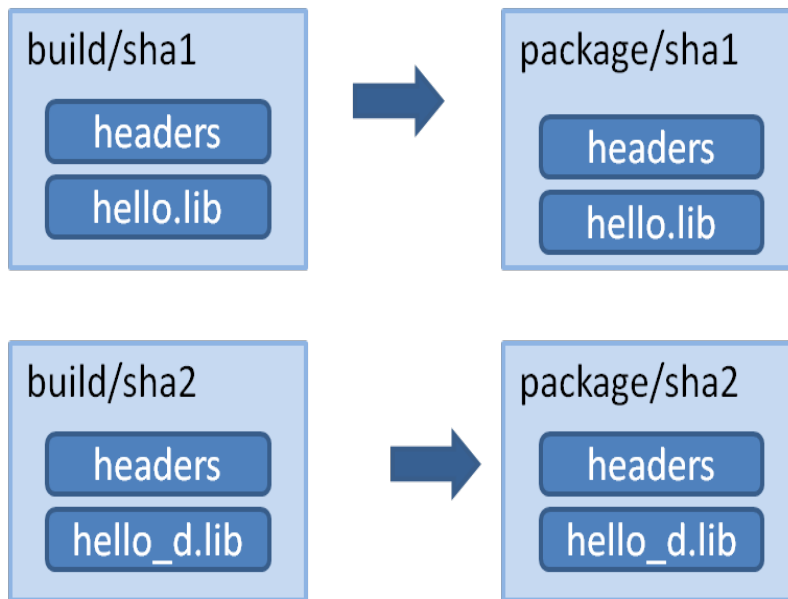 build/sha1
headers
hello.lib
package/sha1
headers
hello.lib
build/sha2
headers
hello_d.lib
package/sha2
headers
hello_d.lib